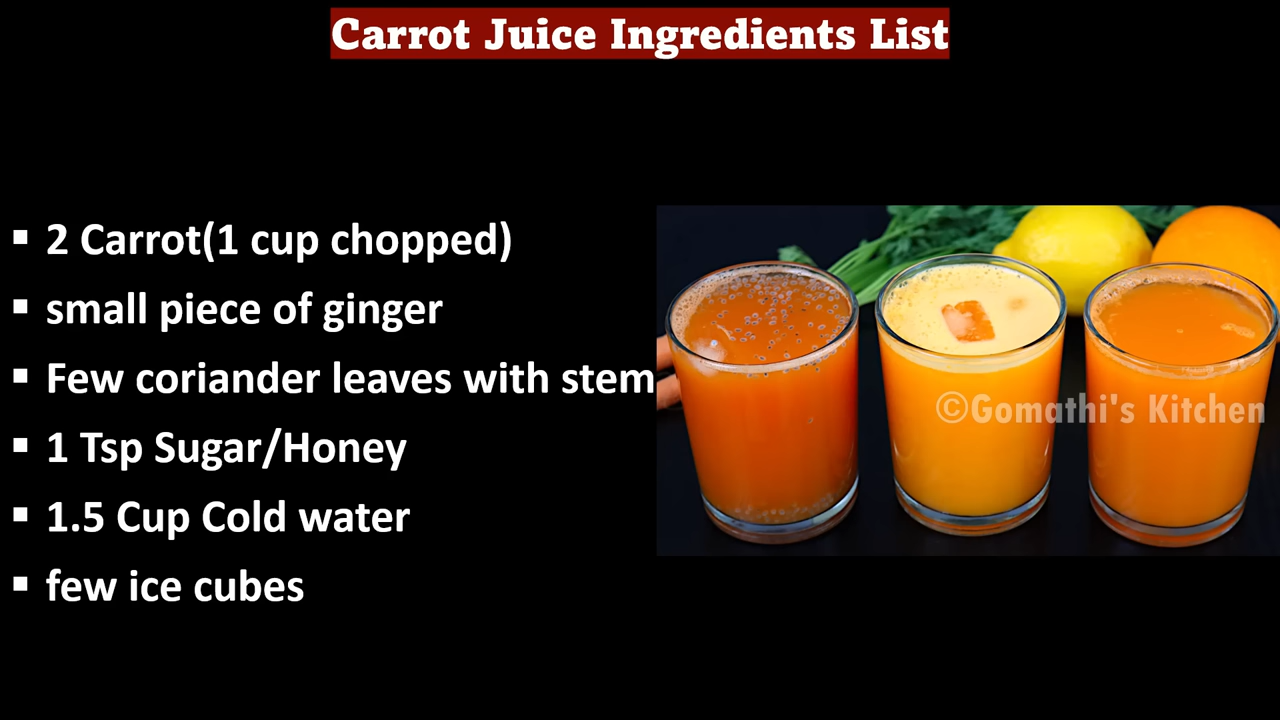 Carrot Juice Ingredients List
▪ 2 Carrot(1 cup chopped)
▪ small piece of ginger
▪ Few coriander leaves with stem
▪ 1 Tsp Sugar/Honey
▪ 1.5 Cup Cold water
▪ few ice cubes
©Gomathi's Kitchen